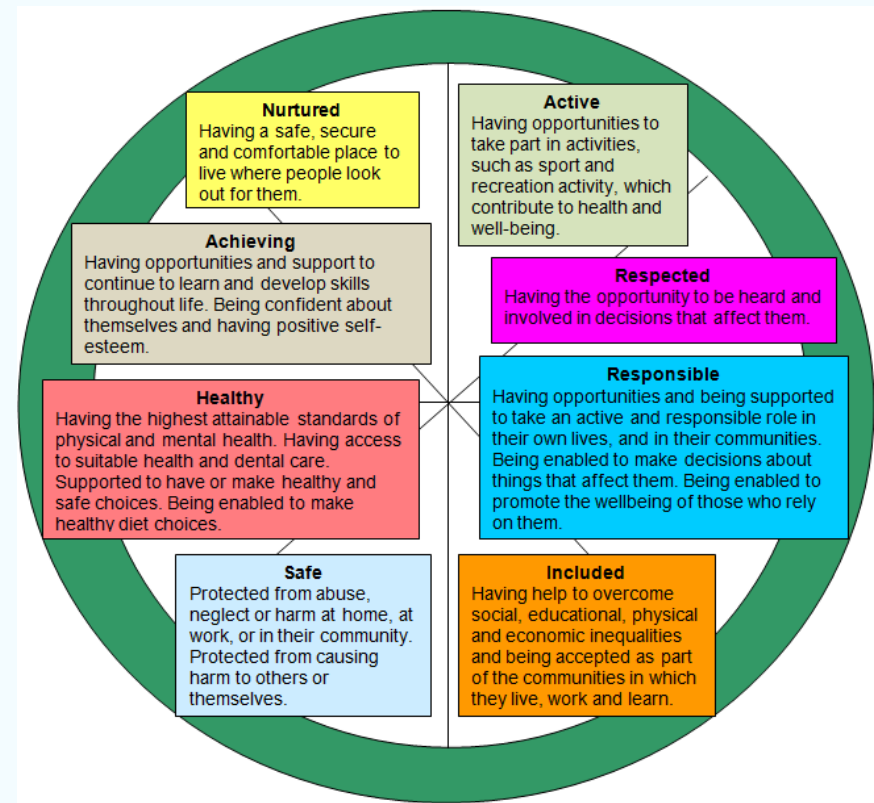 Nurtured
Having a safe, secure
and comfortable place to
live where people look
out for them.
Active
Having opportunities to
take part in activities,
such as sport and
recreation activity, which
contribute to health and
well-being.
Achieving
Having opportunities and support to
continue to learn and develop skills
throughout life. Being confident about
themselves and having positive self-
esteem.
Respected
Having the opportunity to be heard and
involved in decisions that affect them.
Healthy
Having the highest attainable standards of
physical and mental health. Having access
to suitable health and dental care.
Supported to have or make healthy and
safe choices. Being enabled to make
healthy diet choices.
Responsible
Having opportunities and being supported
to take an active and responsible role in
their own lives, and in their communities.
Being enabled to make decisions about
things that affect them. Being enabled to
promote the wellbeing of those who rely
on them.
Safe
Protected from abuse,
neglect or harm at home, at
work, or in their community.
Protected from causing
harm to others or
themselves.
Included
Having help to overcome
social, educational, physical
and economic inequalities
and being accepted as part
of the communities in which
they live, work and learn.